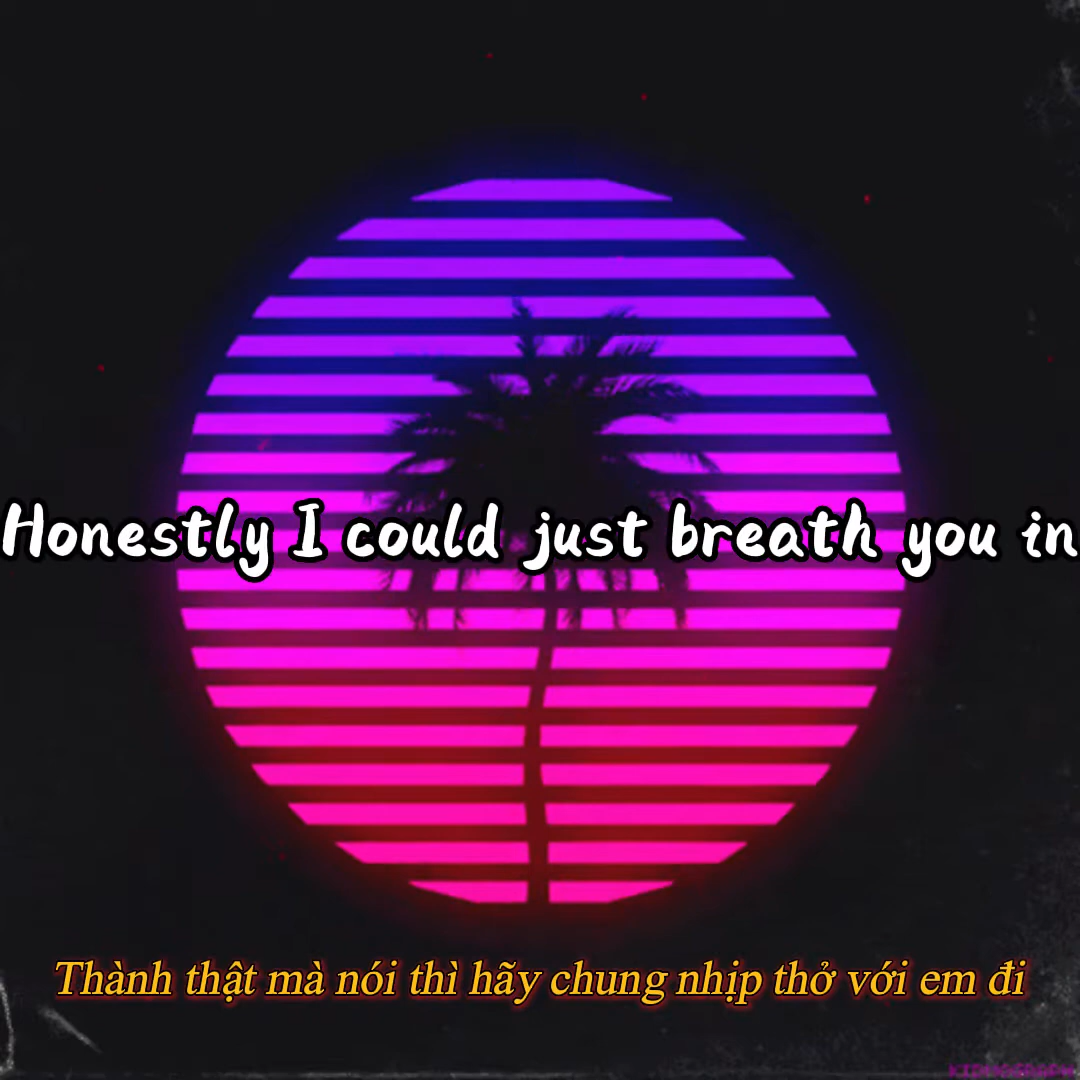 Honestly I could just breath you in
Thành thật mà nói thì hãy chung nhịp thở với em đi